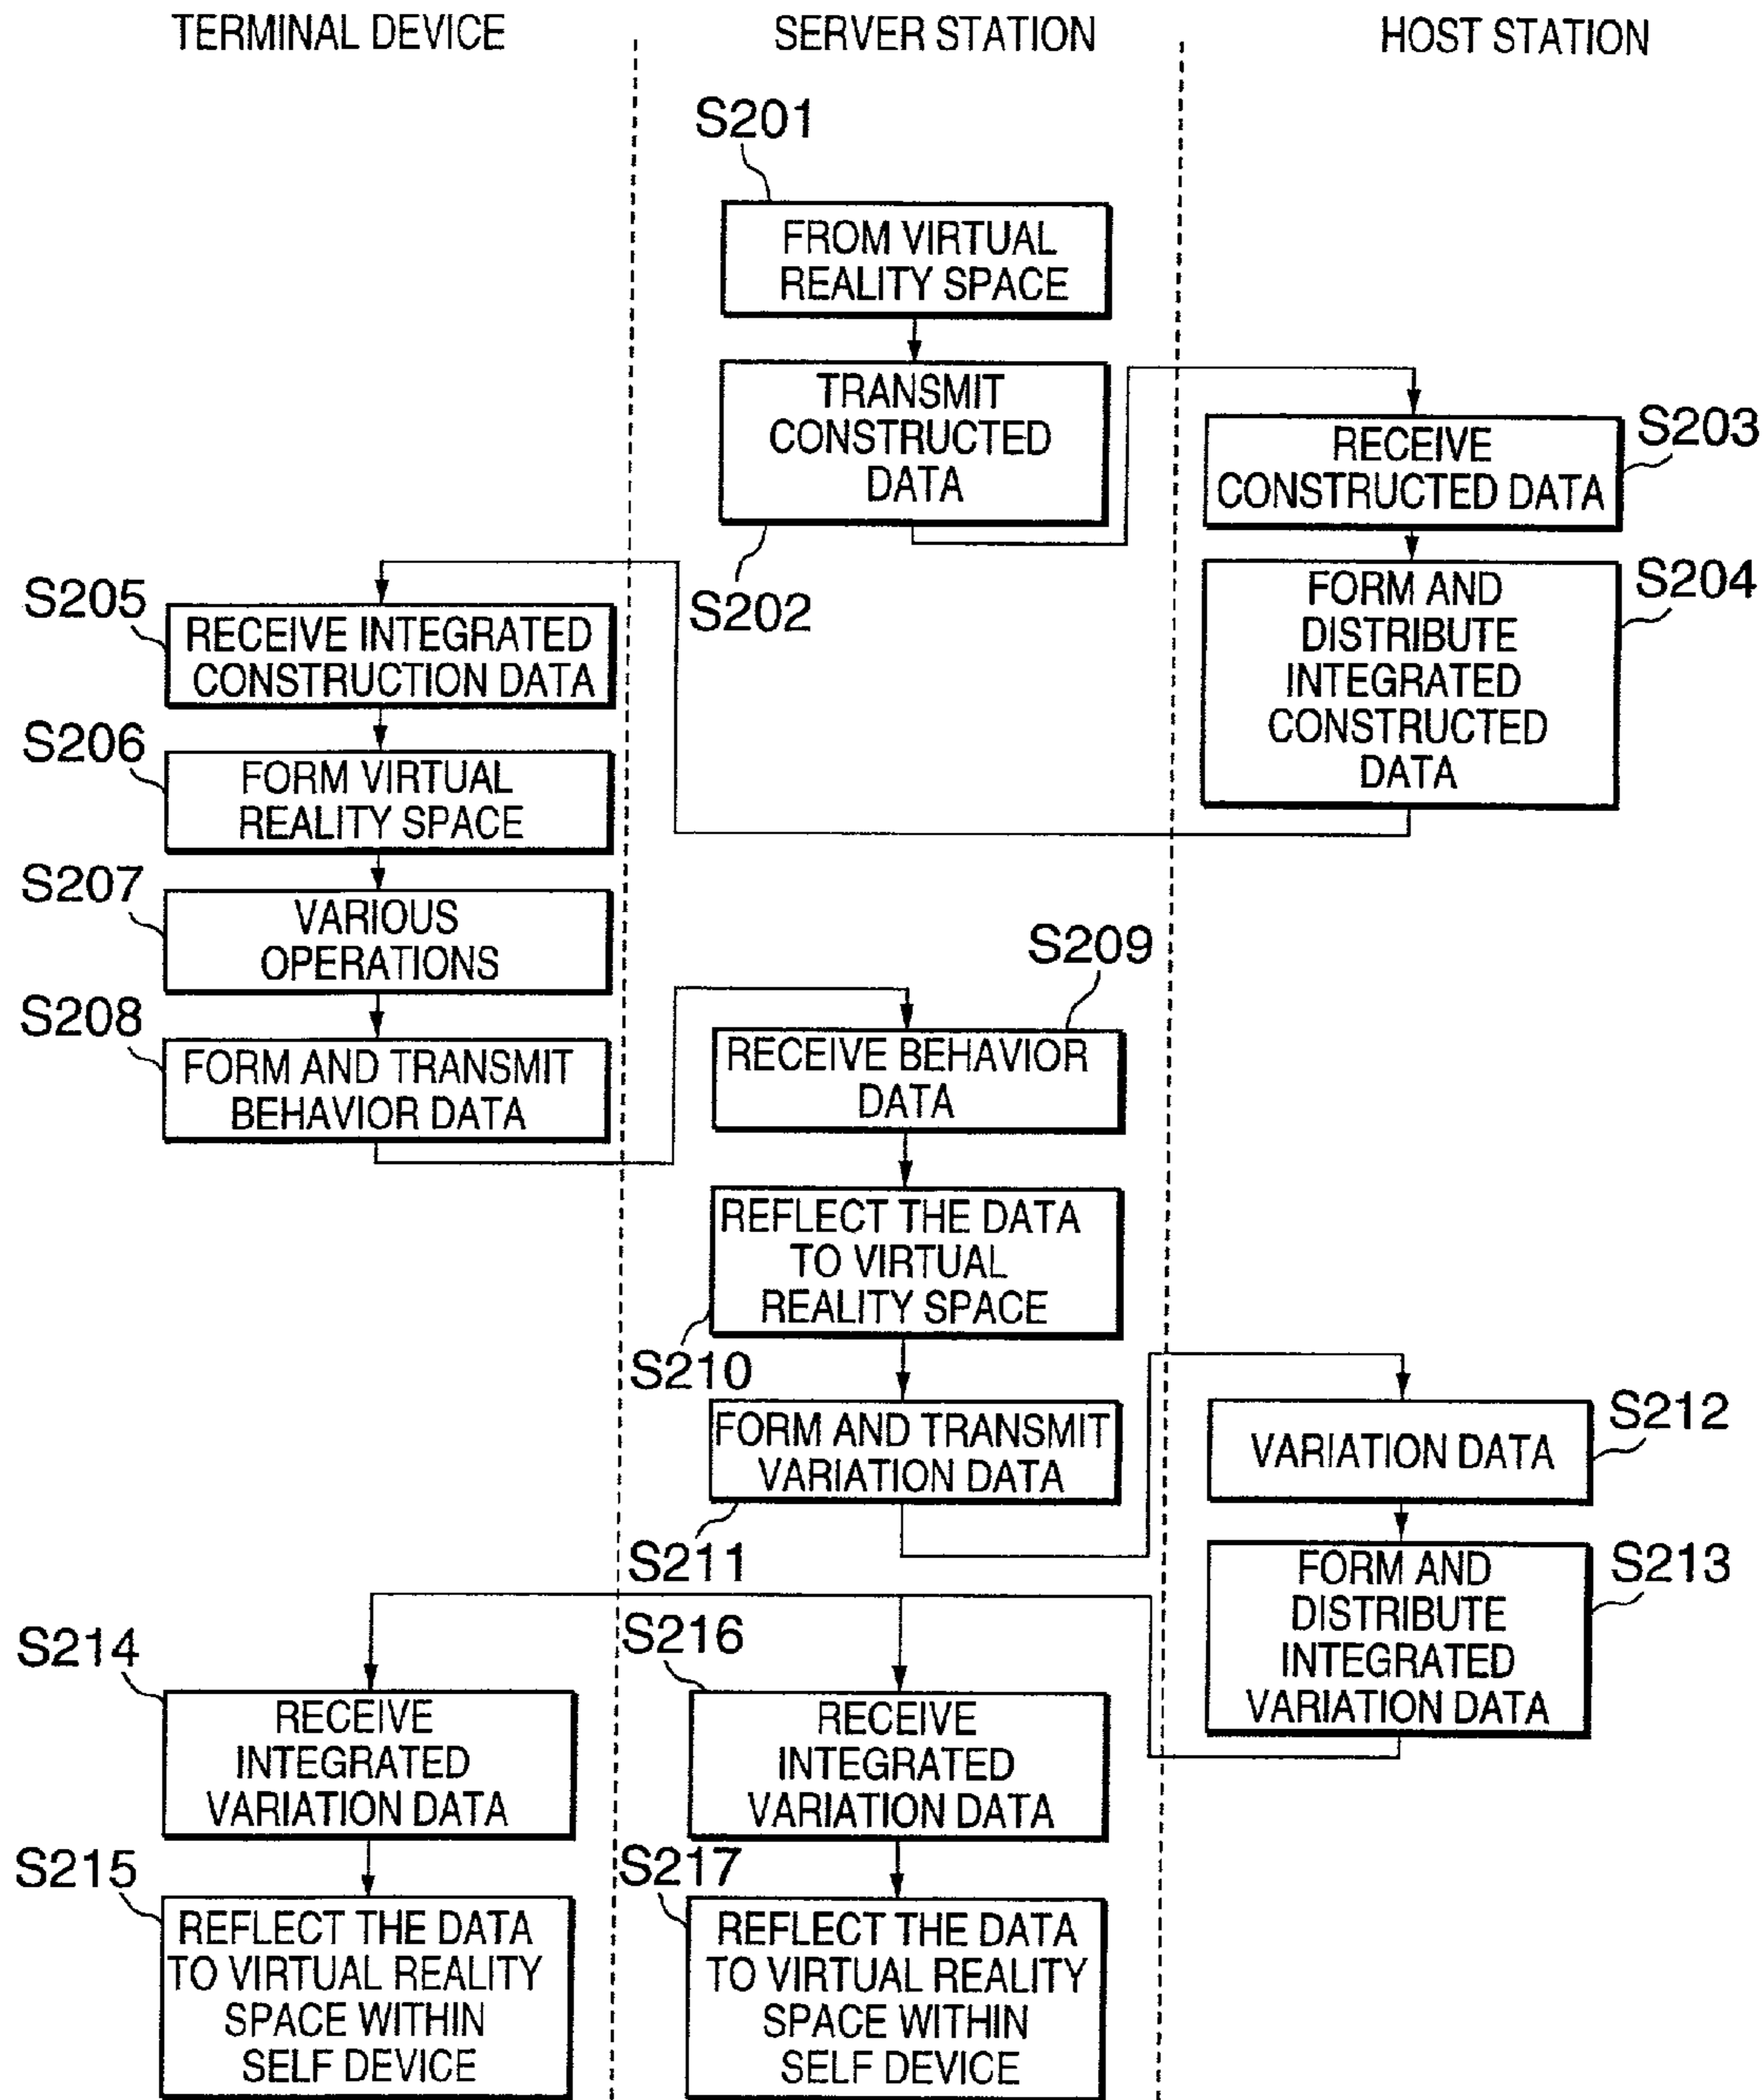 TERMINAL DEVICE
SERVER STATION
HOST STATION
S201
FROM VIRTUAL
REALITY SPACE
TRANSMIT
CONSTRUCTED
DATA
S202
S203
RECEIVE
CONSTRUCTED DATA
S204
FORM AND
DISTRIBUTE
INTEGRATED
CONSTRUCTED
DATA
S205
RECEIVE INTEGRATED
CONSTRUCTION DATA
S206
FORM VIRTUAL
REALITY SPACE
S207
VARIOUS
OPERATIONS
S208
FORM AND TRANSMIT
BEHAVIOR DATA
S209
RECEIVE BEHAVIOR
DATA
REFLECT THE DATA
TO VIRTUAL
REALITY SPACE
S210
FORM AND TRANSMIT
VARIATION DATA
S211
S212
VARIATION DATA
S213
FORM AND
DISTRIBUTE
INTEGRATED
VARIATION DATA
S214
RECEIVE
INTEGRATED
VARIATION DATA
S215
REFLECT THE DATA
TO VIRTUAL REALITY
SPACE WITHIN
SELF DEVICE
S216
RECEIVE
INTEGRATED
VARIATION DATA
S217
REFLECT THE DATA
TO VIRTUAL REALITY
SPACE WITHIN
SELF DEVICE